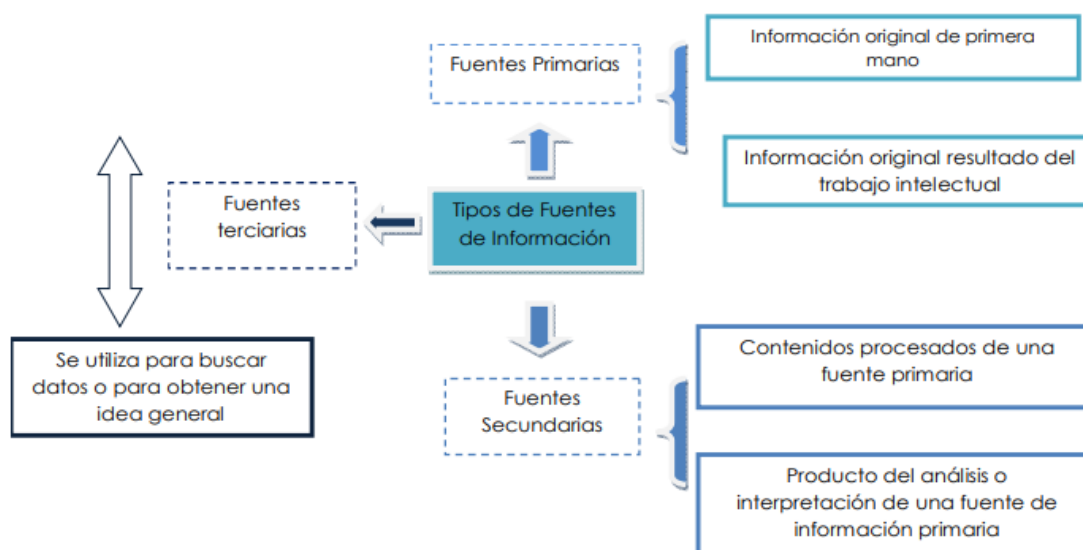 Fuentes Primarias
Información original de primera
mano
Información original resultado del
trabajo intelectual
Fuentes
terciarias
Tipos de Fuentes
de Información
Se utiliza para buscar
datos o para obtener una
idea general
Fuentes
Secundarias
Contenidos procesados de una
fuente primaria
Producto del análisis o
interpretación de una fuente de
información primaria